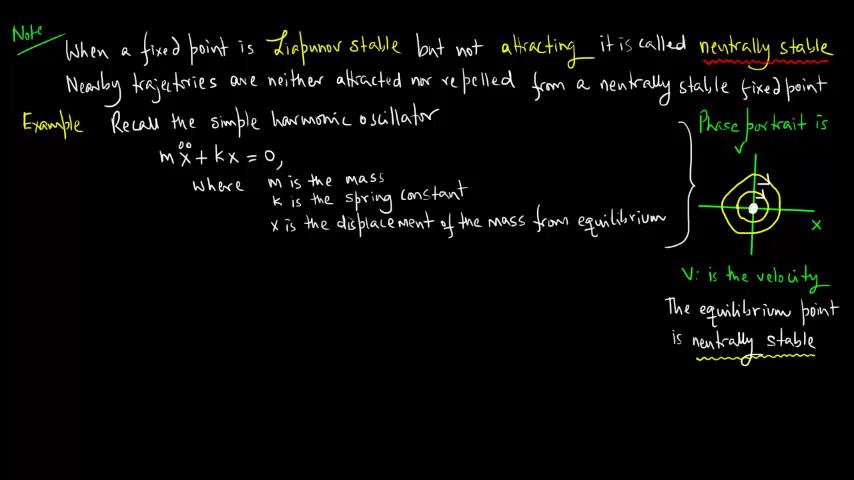 Note
When a fixed point is Liapunov stable but not attracting it is called neutrally stable
Nearby trajectories are neither attracted nor repelled from a neutrally stable fixed point
Example Recall the simple harmonic oscillator
mẍ + kx = 0,
where m is the mass
k is the spring constant
x is the displacement of the mass from equilibrium
Phase portrait is
v
x
V: is the velocity
The equilibrium point
is neutrally stable